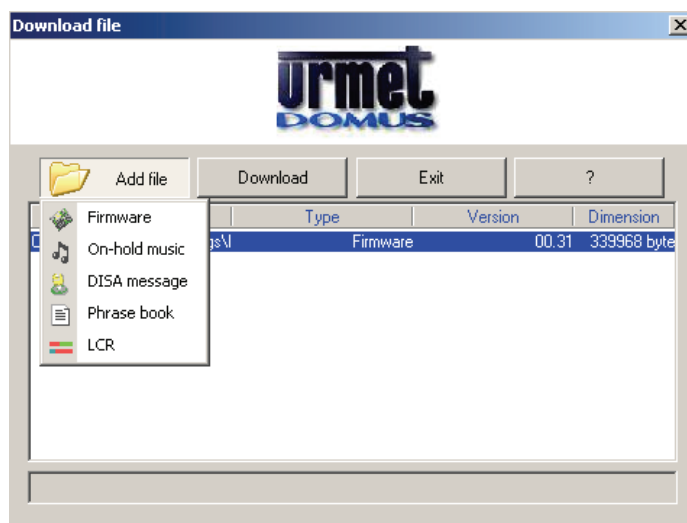 Download file
urmet
DOMUS
Add file Download Exit ?
Type Version Dimension
Firmware 00.31 339968 byte
Firmware
On-hold music
DISA message
Phrase book
LCR